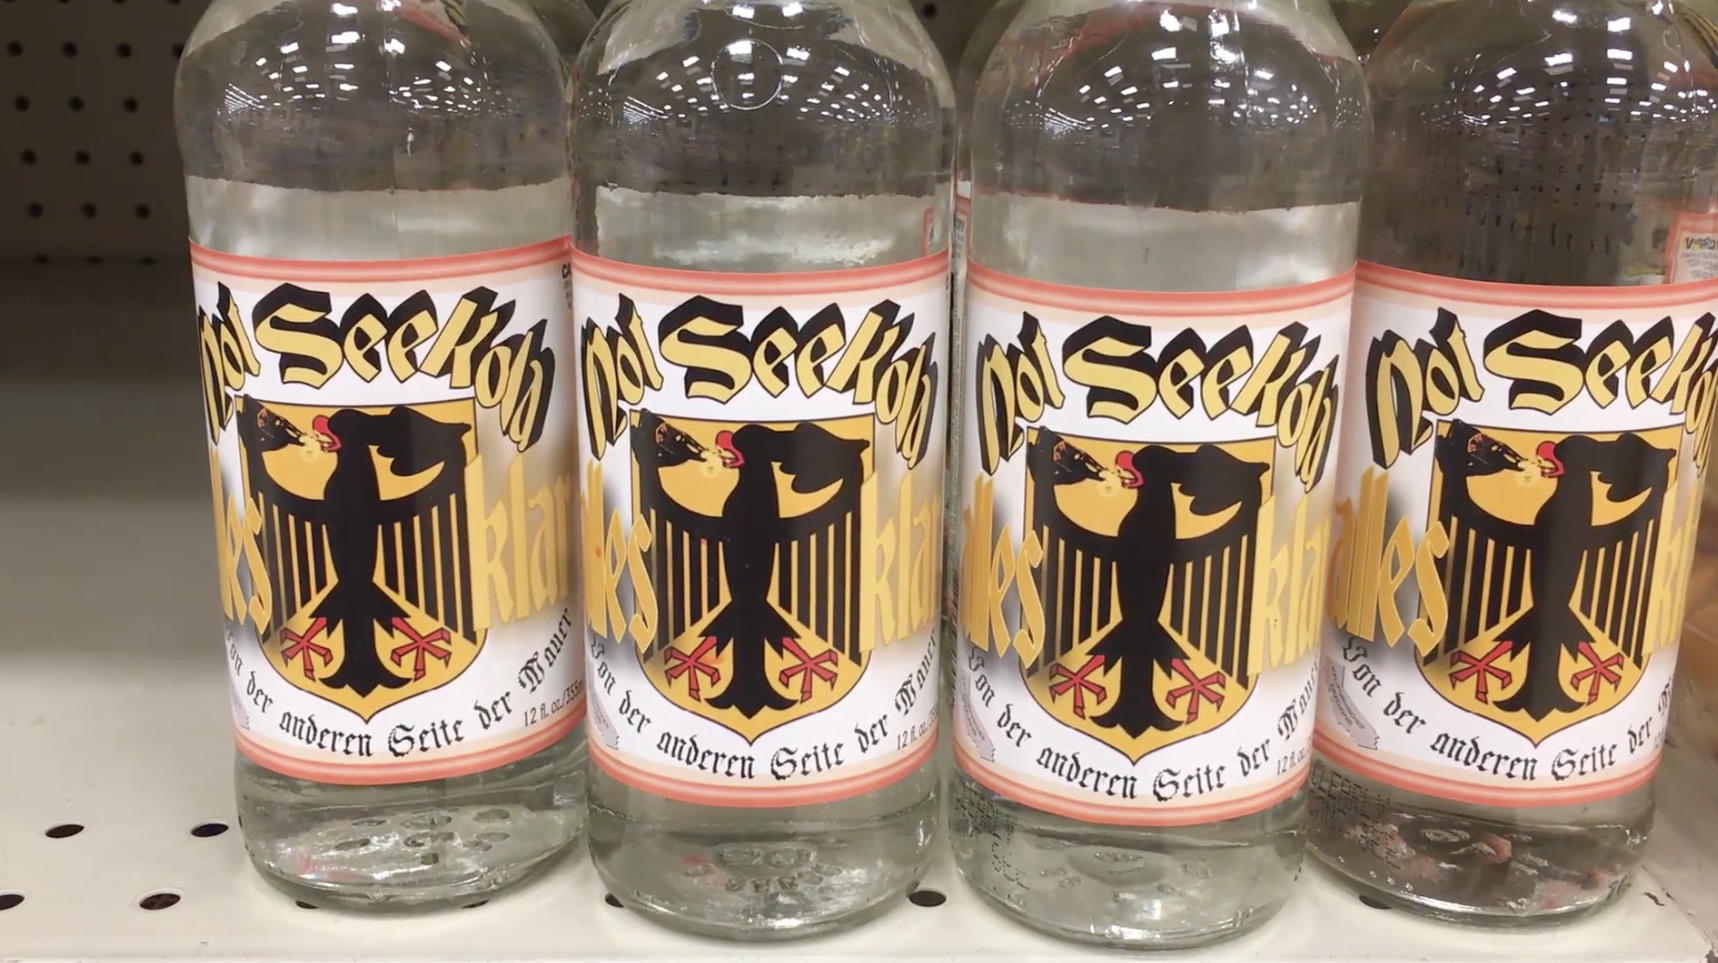 Not Seekola
alles klar
Von der anderen Seite der Mauer
12 fl. oz./355m
Not Seekola
alles klar
Von der anderen Seite der Mauer
12 fl. oz.
Not Seekola
alles klar
Von der anderen Seite der Mauer
12 fl. oz.
Not Seekola
alles kl
Von der anderen Seite der